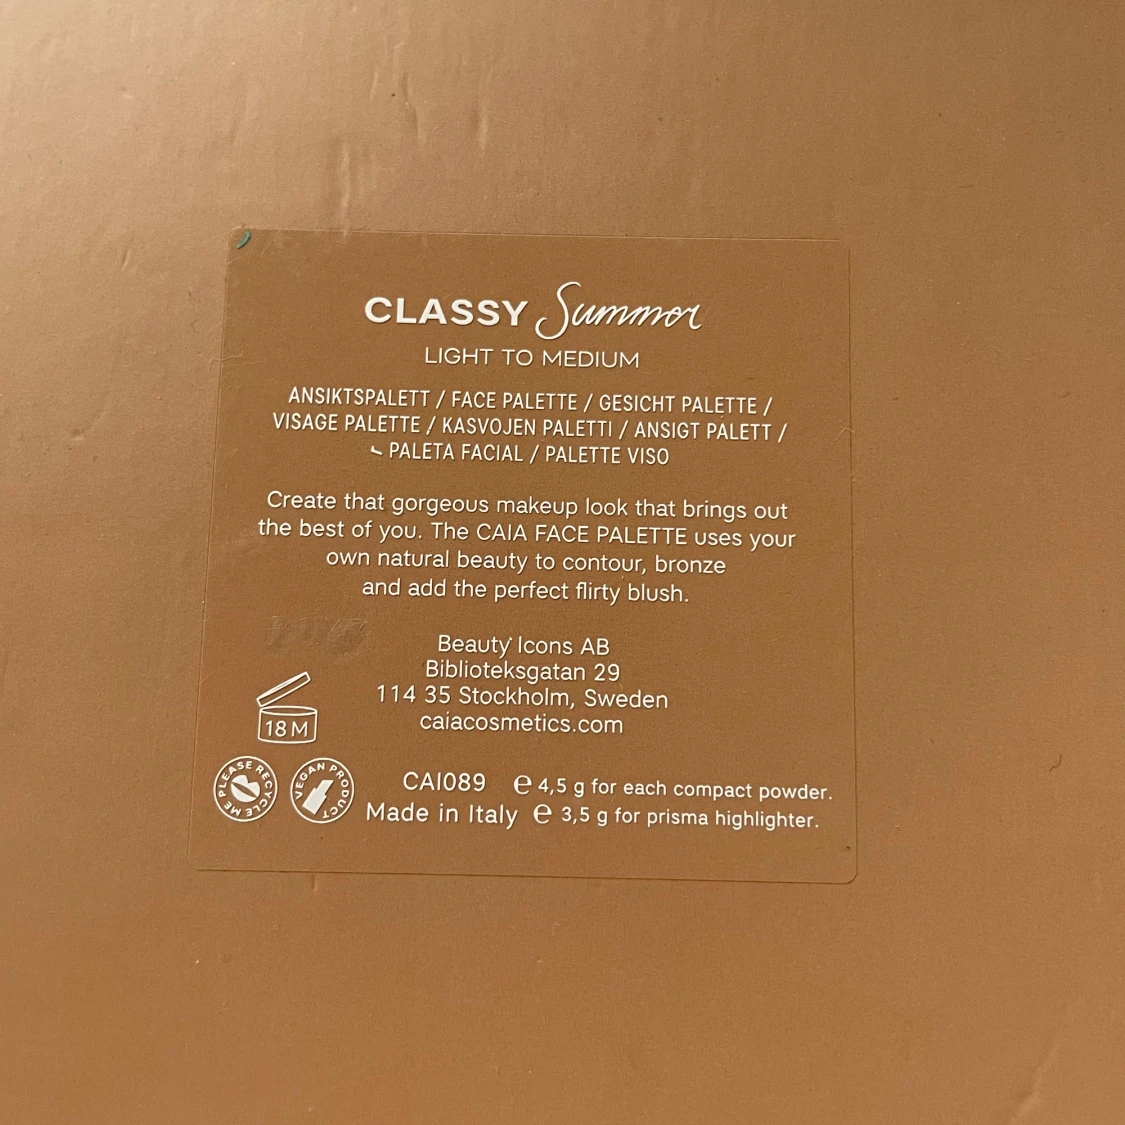 CLASSY Summer
LIGHT TO MEDIUM
ANSIKTSPALETT / FACE PALETTE / GESICHT PALETTE /
VISAGE PALETTE / KASVOJEN PALETTI / ANSIGT PALETT /
PALETA FACIAL / PALETTE VISO
Create that gorgeous makeup look that brings out
the best of you. The CAIA FACE PALETTE uses your
own natural beauty to contour, bronze
and add the perfect flirty blush.
Beauty Icons AB
Biblioteksgatan 29
114 35 Stockholm, Sweden
caiacosmetics.com
18 M
PLEASE RECYCLE ME
VEGAN PRODUCT
CAI089 ℮ 4,5 g for each compact powder.
Made in Italy ℮ 3,5 g for prisma highlighter.